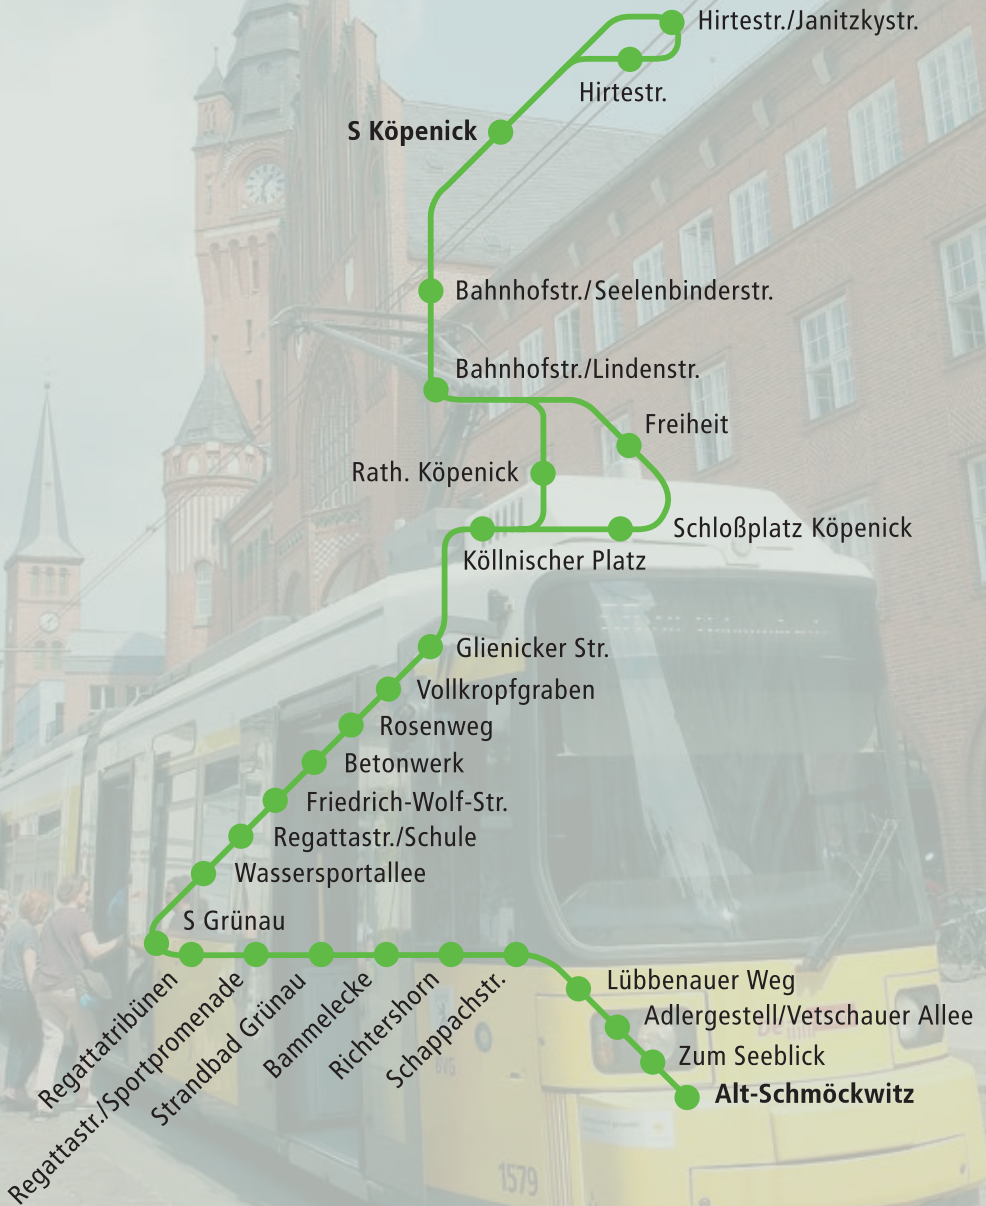 Hirtestr./Janitzkystr.
Hirtestr.
S Köpenick
Bahnhofstr./Seelenbinderstr.
Bahnhofstr./Lindenstr.
Freiheit
Rath. Köpenick
Schloßplatz Köpenick
Köllnischer Platz
Glienicker Str.
Vollkropfgraben
Rosenweg
Betonwerk
Friedrich-Wolf-Str.
Regattastr./Schule
Wassersportallee
S Grünau
Regattatribünen
Regattastr./Sportpromenade
Strandbad Grünau
Bammelecke
Richtershorn
Schappachstr.
Lübbenauer Weg
Adlergestell/Vetschauer Allee
Zum Seeblick
Alt-Schmöckwitz
1579